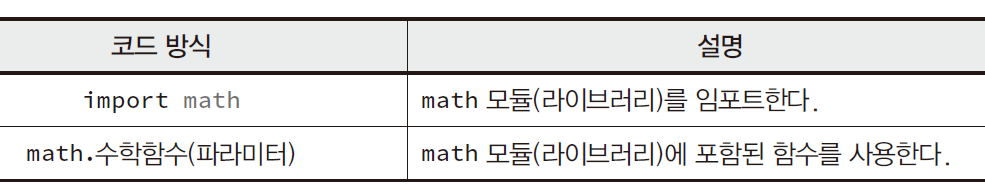 코드 방식 설명
import math math 모듈(라이브러리)를 임포트한다.
math.수학함수(파라미터) math 모듈(라이브러리)에 포함된 함수를 사용한다.